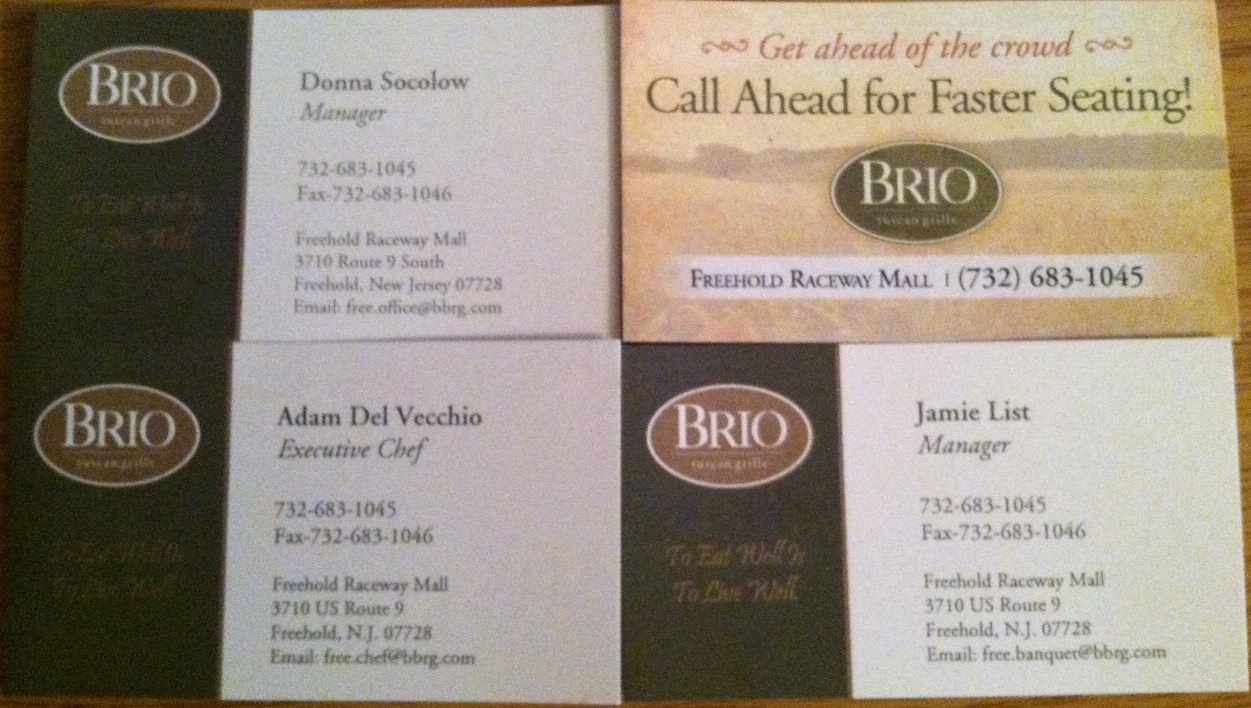 BRIO
tuscan grille
To Eat Well Is
To Live Well
Donna Socolow
Manager
732-683-1045
Fax-732-683-1046
Freehold Raceway Mall
3710 Route 9 South
Freehold, New Jersey 07728
Email: free.office@bbrg.com
Get ahead of the crowd
Call Ahead for Faster Seating!
BRIO
tuscan grille
FREEHOLD RACEWAY MALL | (732) 683-1045
BRIO
tuscan grille
To Eat Well Is
To Live Well
Adam Del Vecchio
Executive Chef
732-683-1045
Fax-732-683-1046
Freehold Raceway Mall
3710 US Route 9
Freehold, N.J. 07728
Email: free.chef@bbrg.com
BRIO
tuscan grille
To Eat Well Is
To Live Well
Jamie List
Manager
732-683-1045
Fax-732-683-1046
Freehold Raceway Mall
3710 US Route 9
Freehold, N.J. 07728
Email: free.banquet@bbrg.com